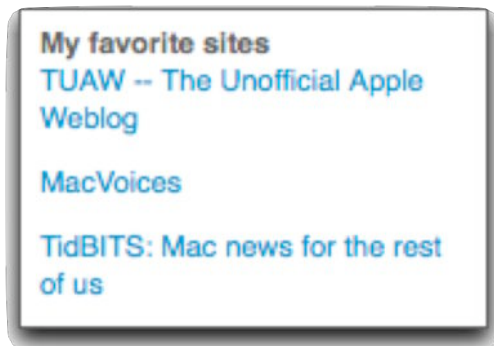 My favorite sites
TUAW -- The Unofficial Apple
Weblog
MacVoices
TidBITS: Mac news for the rest
of us